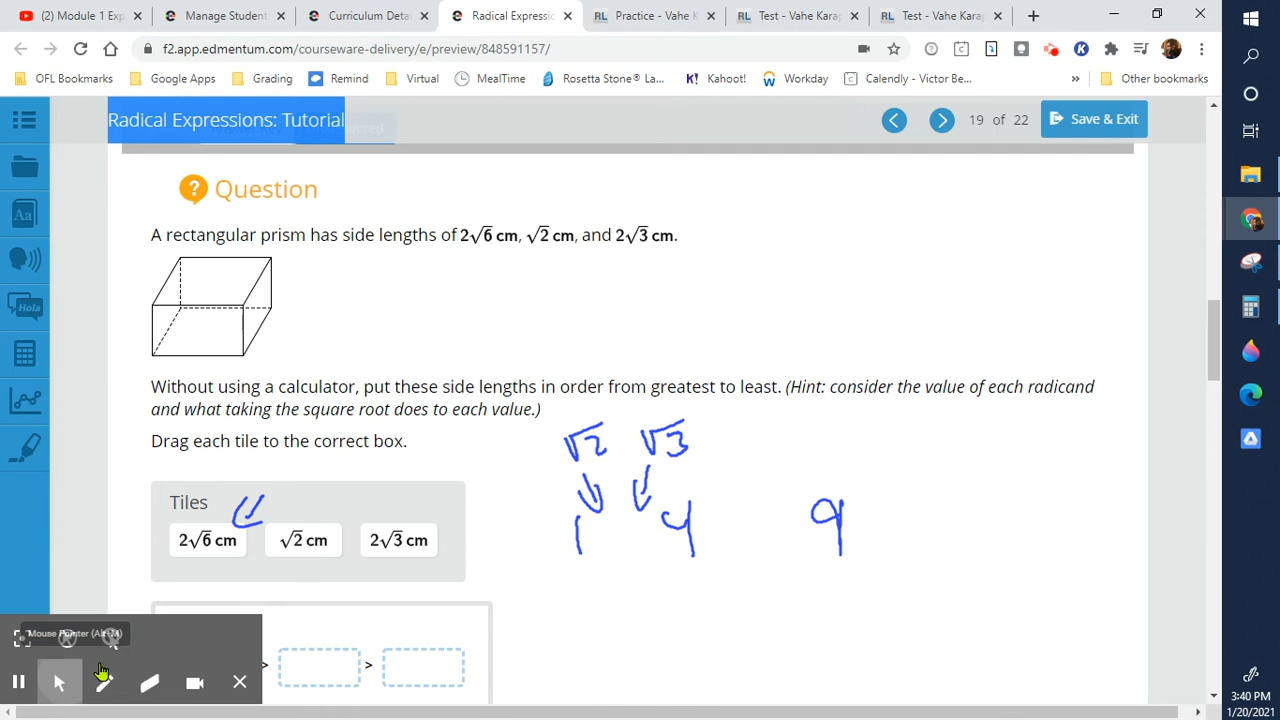 (2) Module 1 Exp
Manage Student
Curriculum Deta
Radical Expressi
Practice - Vahe Kara
Test - Vahe Karap
Test - Vahe Karap
f2.app.edmentum.com/courseware-delivery/e/preview/848591157/
OFL Bookmarks
Google Apps
Grading
Remind
Virtual
MealTime
Rosetta Stone® La...
K! Kahoot!
Workday
Calendly - Victor Be...
»
Other bookmarks
Radical Expressions: Tutorial
19 of 22
Save & Exit
? Question
A rectangular prism has side lengths of 2√6 cm, √2 cm, and 2√3 cm.
Without using a calculator, put these side lengths in order from greatest to least. (Hint: consider the value of each radicand
and what taking the square root does to each value.)
Drag each tile to the correct box.
√2 √3
1 4 9
Tiles
2√6 cm
√2 cm
2√3 cm
> >
Mouse Pointer (Alt+M)
Aa
Hola
3:40 PM
1/20/2021